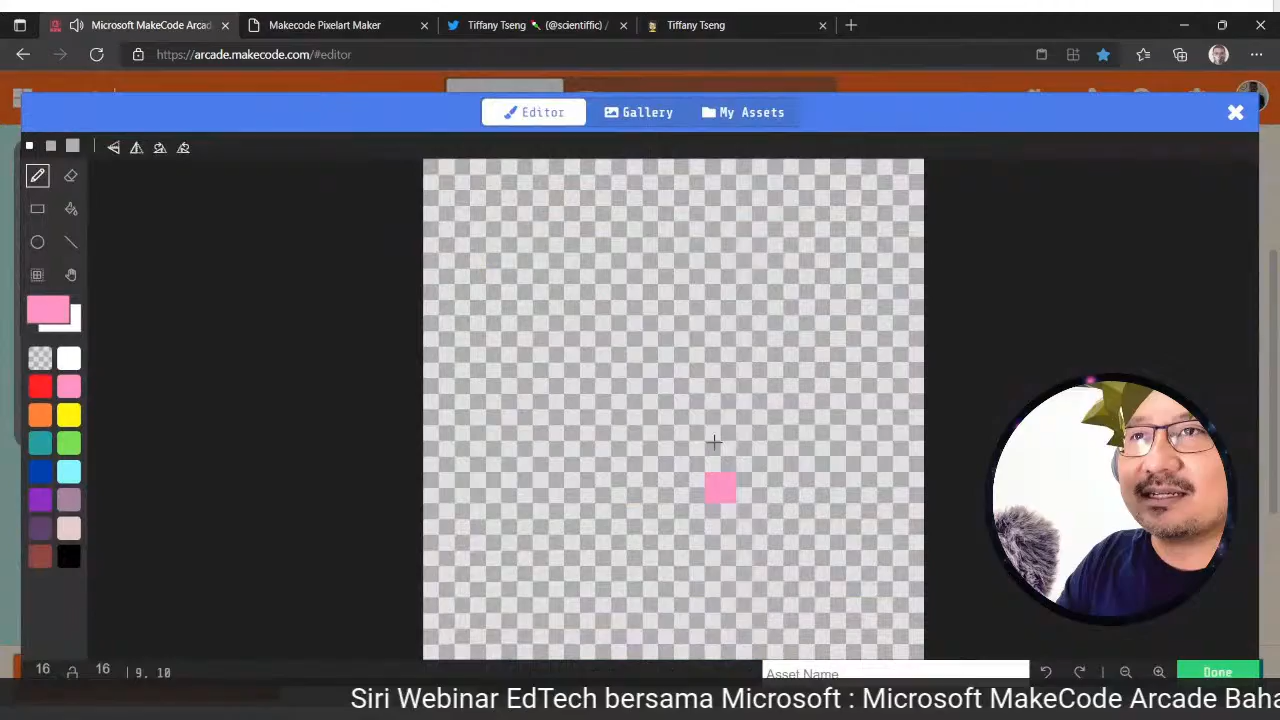 Microsoft MakeCode Arcad
Makecode Pixelart Maker
Tiffany Tseng (@scientiffic) /
Tiffany Tseng
https://arcade.makecode.com/#editor
Editor
Gallery
My Assets
16
16
9, 10
Asset Name
Done
Siri Webinar EdTech bersama Microsoft : Microsoft MakeCode Arcade Baha